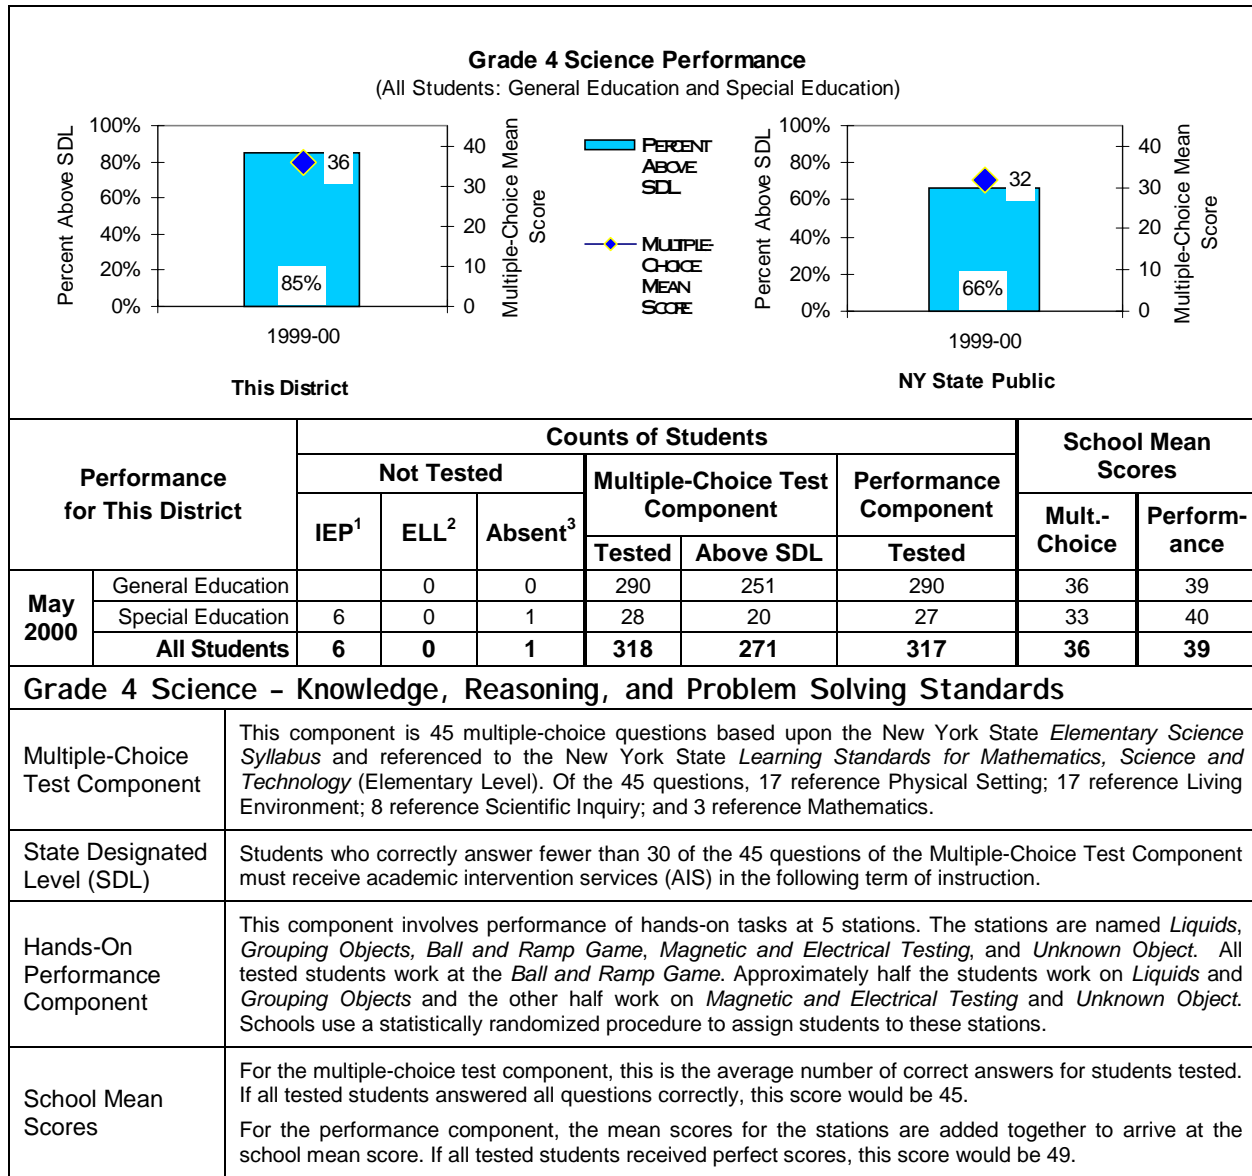 Grade 4 Science Performance
(All Students: General Education and Special Education)
Percent Above SDL
100%
80%
60%
40%
20%
0%
36
85%
40
30
20
10
0
Multiple-Choice Mean
Score
1999-00
This District
PERCENT
ABOVE
SDL
MULTIPLE-
CHOICE
MEAN
SCORE
Percent Above SDL
100%
80%
60%
40%
20%
0%
32
66%
40
30
20
10
0
Multiple-Choice Mean
Score
1999-00
NY State Public
Performance
for This District
Counts of Students
School Mean
Scores
Not Tested
Multiple-Choice Test
Component
Performance
Component
IEP1 ELL2 Absent3
Tested Above SDL Tested
Mult.-
Choice
Perform-
ance
May
2000
General Education 0 0 290 251 290 36 39
Special Education 6 0 1 28 20 27 33 40
All Students 6 0 1 318 271 317 36 39
Grade 4 Science – Knowledge, Reasoning, and Problem Solving Standards
Multiple-Choice
Test Component
This component is 45 multiple-choice questions based upon the New York State Elementary Science
Syllabus and referenced to the New York State Learning Standards for Mathematics, Science and
Technology (Elementary Level). Of the 45 questions, 17 reference Physical Setting; 17 reference Living
Environment; 8 reference Scientific Inquiry; and 3 reference Mathematics.
State Designated
Level (SDL)
Students who correctly answer fewer than 30 of the 45 questions of the Multiple-Choice Test Component
must receive academic intervention services (AIS) in the following term of instruction.
Hands-On
Performance
Component
This component involves performance of hands-on tasks at 5 stations. The stations are named Liquids,
Grouping Objects, Ball and Ramp Game, Magnetic and Electrical Testing, and Unknown Object. All
tested students work at the Ball and Ramp Game. Approximately half the students work on Liquids and
Grouping Objects and the other half work on Magnetic and Electrical Testing and Unknown Object.
Schools use a statistically randomized procedure to assign students to these stations.
School Mean
Scores
For the multiple-choice test component, this is the average number of correct answers for students tested.
If all tested students answered all questions correctly, this score would be 45.
For the performance component, the mean scores for the stations are added together to arrive at the
school mean score. If all tested students received perfect scores, this score would be 49.